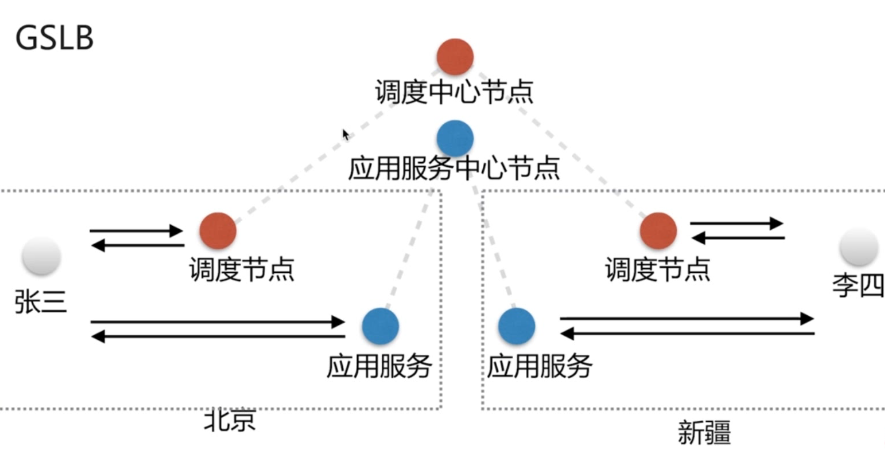 GSLB
调度中心节点
应用服务中心节点
调度节点
调度节点
张三
李四
应用服务
应用服务
北京
新疆